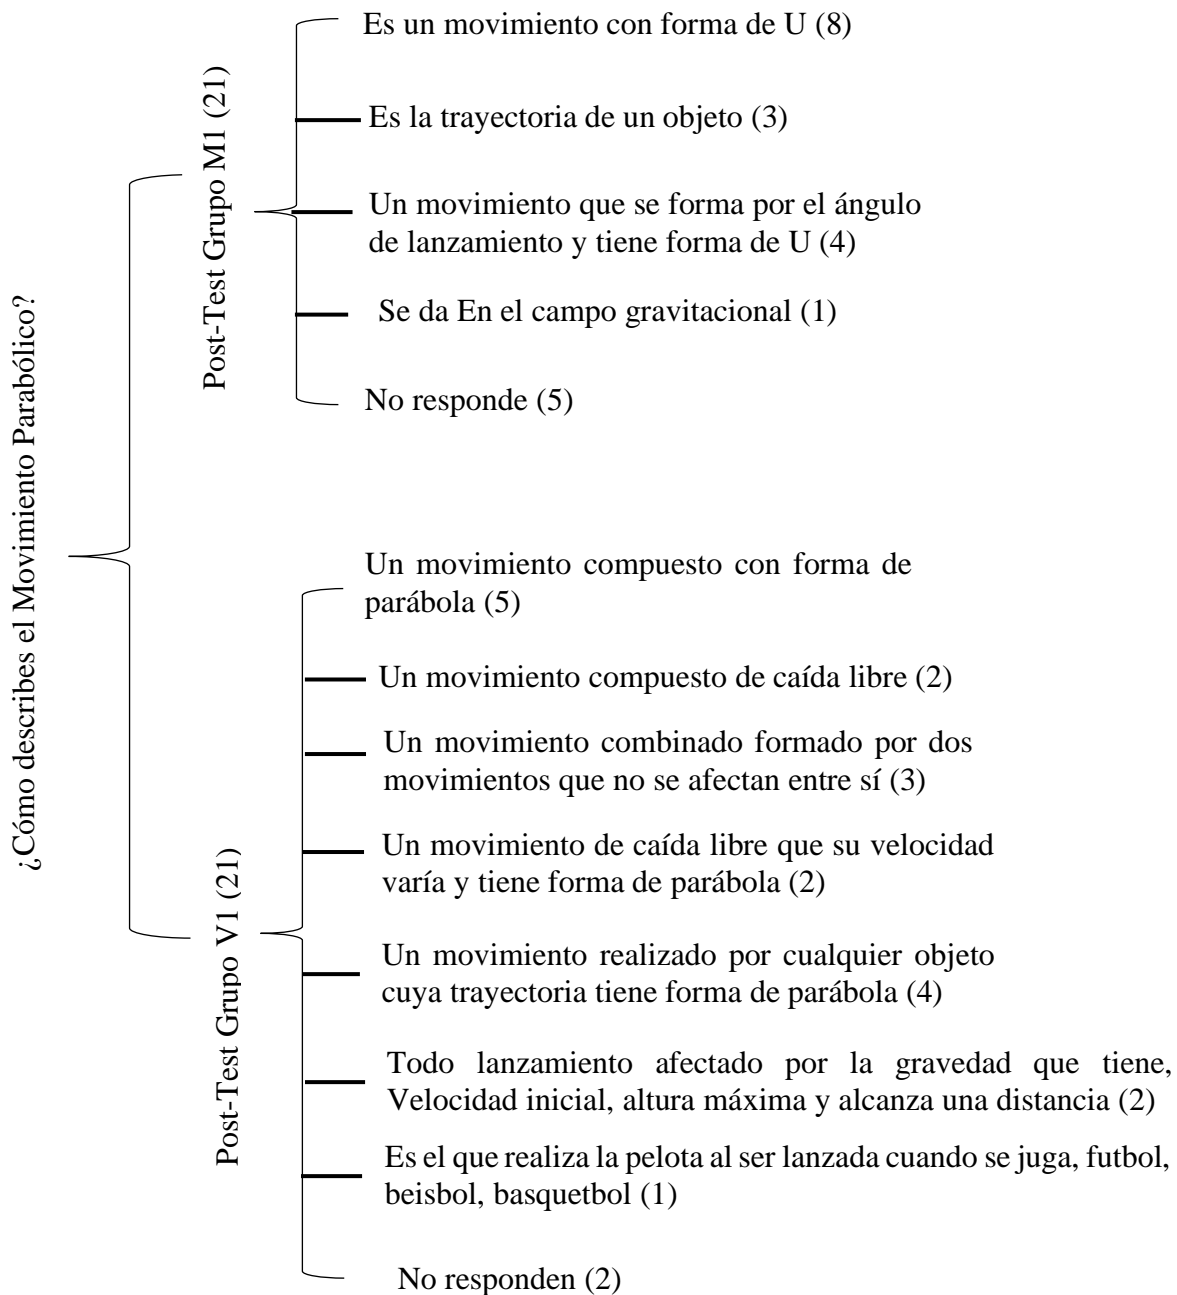 ¿Cómo describes el Movimiento Parabólico?
Post-Test Grupo M1 (21)
Es un movimiento con forma de U (8)
Es la trayectoria de un objeto (3)
Un movimiento que se forma por el ángulo
de lanzamiento y tiene forma de U (4)
Se da En el campo gravitacional (1)
No responde (5)
Post-Test Grupo V1 (21)
Un movimiento compuesto con forma de
parábola (5)
Un movimiento compuesto de caída libre (2)
Un movimiento combinado formado por dos
movimientos que no se afectan entre sí (3)
Un movimiento de caída libre que su velocidad
varía y tiene forma de parábola (2)
Un movimiento realizado por cualquier objeto
cuya trayectoria tiene forma de parábola (4)
Todo lanzamiento afectado por la gravedad que tiene,
Velocidad inicial, altura máxima y alcanza una distancia (2)
Es el que realiza la pelota al ser lanzada cuando se juga, futbol,
beisbol, basquetbol (1)
No responden (2)